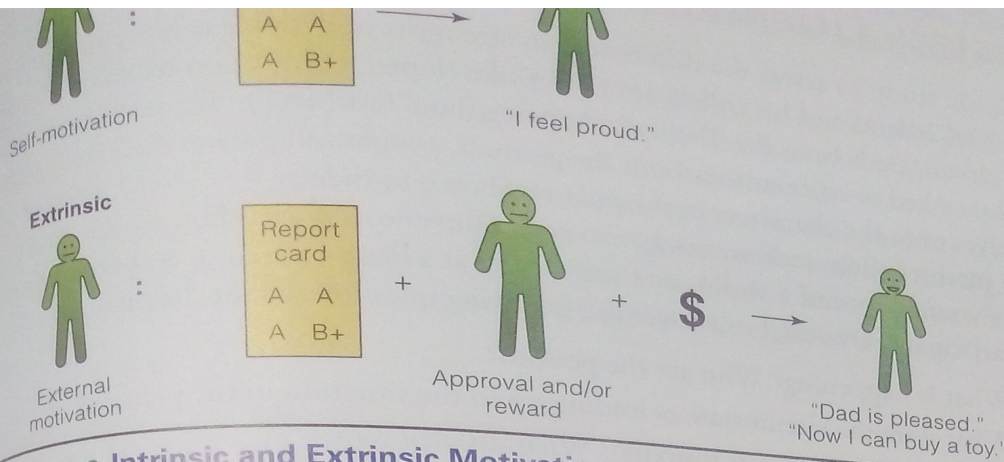 :
A A
A B+
Self-motivation
"I feel proud."
Extrinsic
:
Report
card
A A
A B+
+
+
$
External
motivation
Approval and/or
reward
"Dad is pleased."
"Now I can buy a toy."
Intrinsic and Extrinsic